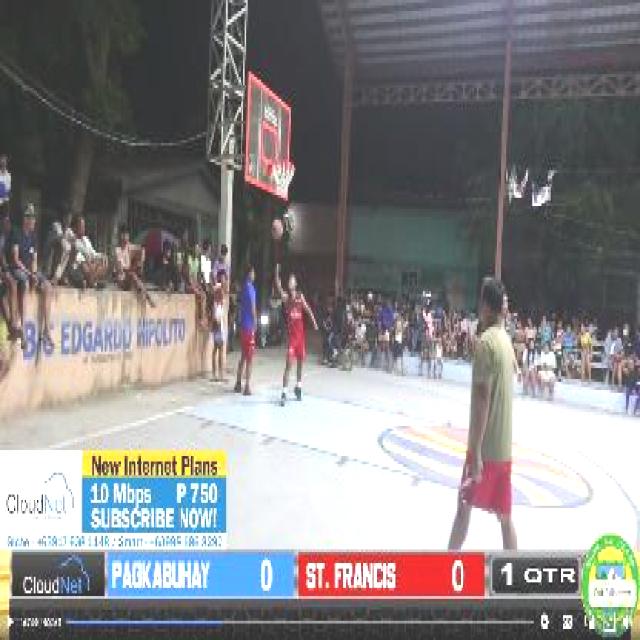 B/S EDGARDO HIPOLITO
New Internet Plans
CloudNet
10 Mbps P 750
SUBSCRIBE NOW!
CloudNet PAGKABUHAY 0 ST. FRANCIS 0 1 QTR